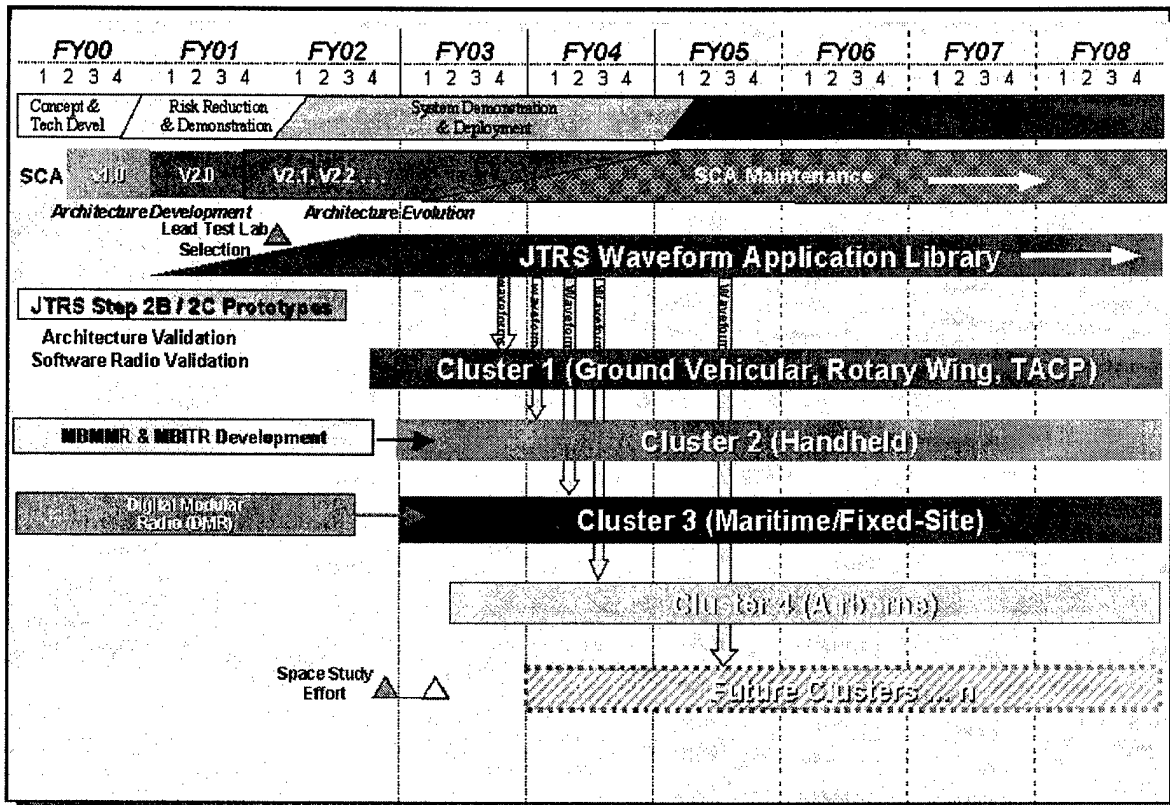 FY00 FY01 FY02 FY03 FY04 FY05 FY06 FY07 FY08
1 2 3 4 1 2 3 4 1 2 3 4 1 2 3 4 1 2 3 4 1 2 3 4 1 2 3 4 1 2 3 4 1 2 3 4
Concept &
Tech Devel
Risk Reduction
& Demonstration
System Demonstration
& Deployment
SCA v1.0 V2.0 V2.1, V2.2 . . . . SCA Maintenance
Architecture Development Architecture Evolution
Lead Test Lab
Selection
JTRS Waveform Application Library
Waveform Waveform Waveform Waveform Waveform
JTRS Step 2B / 2C Prototypes
Architecture Validation
Software Radio Validation
Cluster 1 (Ground Vehicular, Rotary Wing, TACP)
MBMMR & MBITR Development
Cluster 2 (Handheld)
Digital Modular
Radio (DMR)
Cluster 3 (Maritime/Fixed-Site)
Cluster 4 (Airborne)
Space Study
Effort
Future Clusters ... n